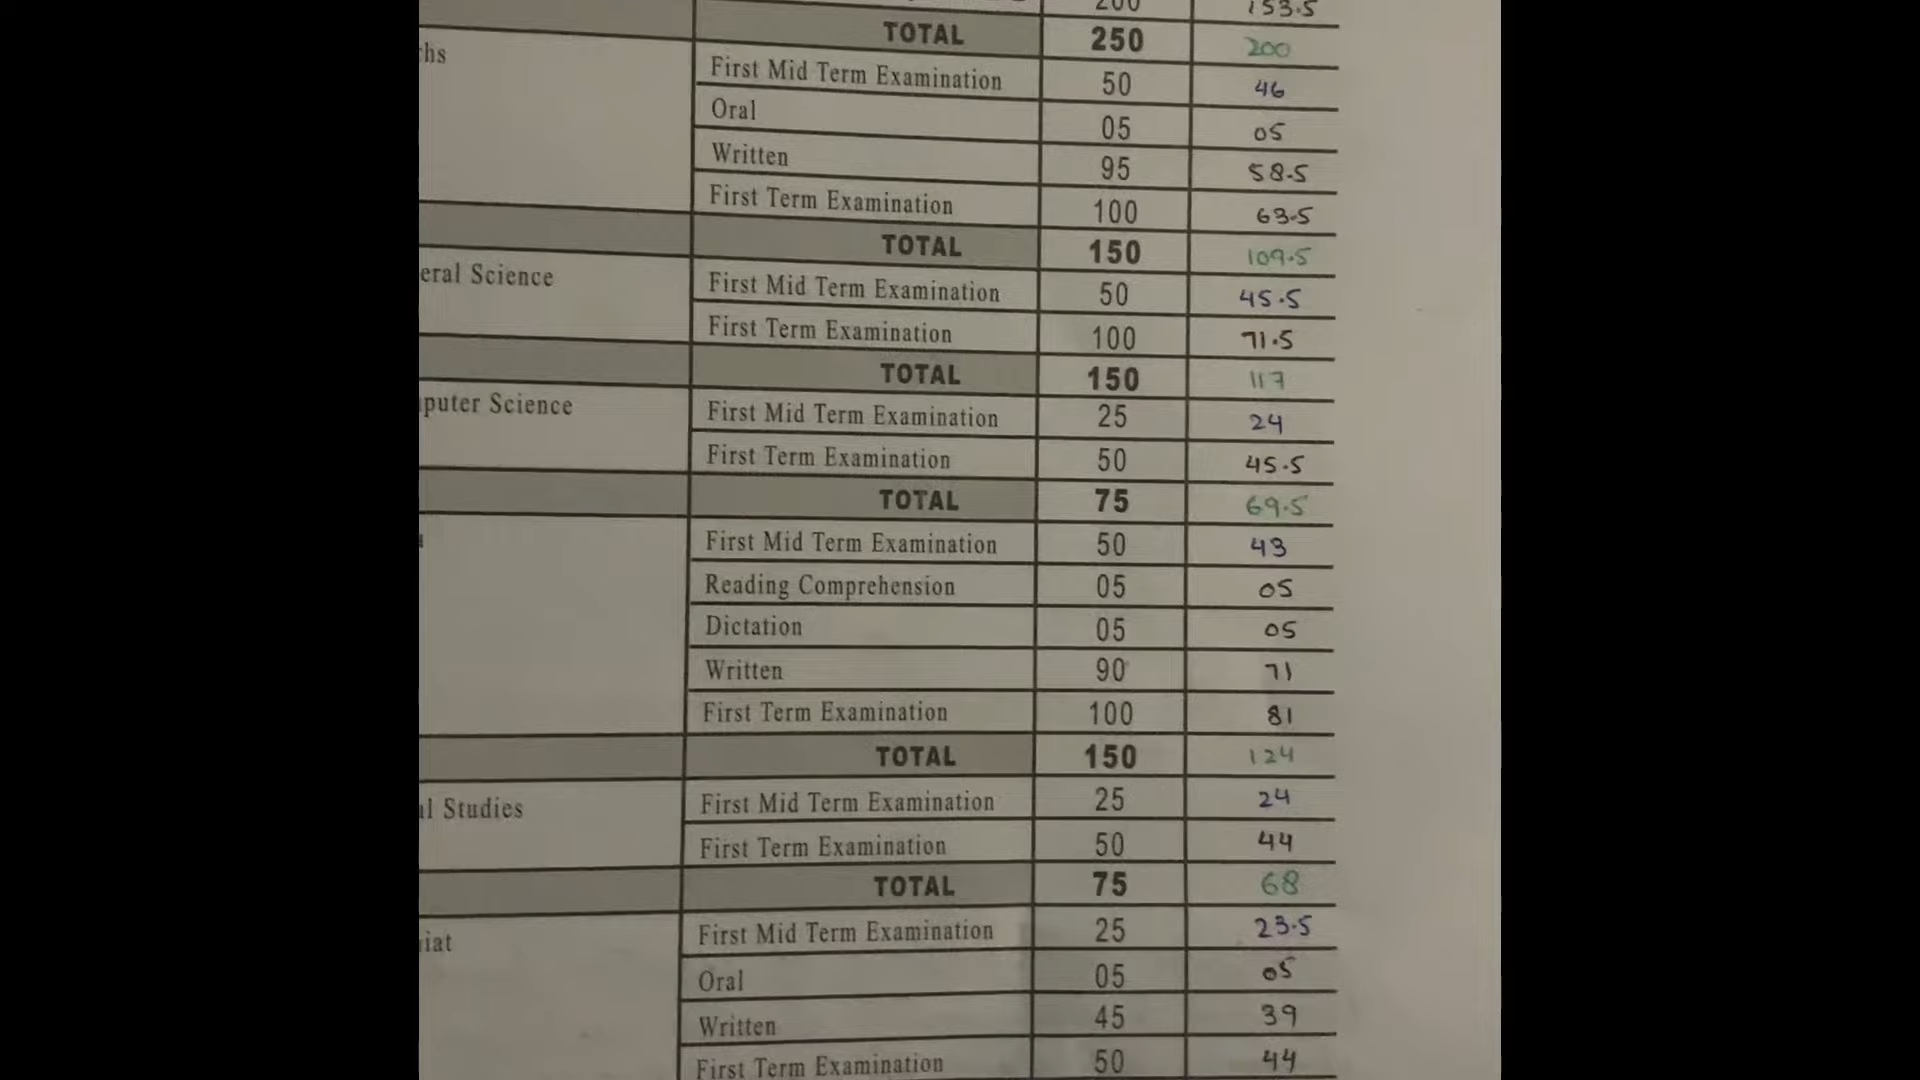 200 153.5
TOTAL 250 200
hs First Mid Term Examination 50 46
Oral 05 05
Written 95 58.5
First Term Examination 100 63.5
TOTAL 150 109.5
eral Science First Mid Term Examination 50 45.5
First Term Examination 100 71.5
TOTAL 150 117
puter Science First Mid Term Examination 25 24
First Term Examination 50 45.5
TOTAL 75 69.5
First Mid Term Examination 50 43
Reading Comprehension 05 05
Dictation 05 05
Written 90 71
First Term Examination 100 81
TOTAL 150 124
l Studies First Mid Term Examination 25 24
First Term Examination 50 44
TOTAL 75 68
iat First Mid Term Examination 25 23.5
Oral 05 05
Written 45 39
First Term Examination 50 44